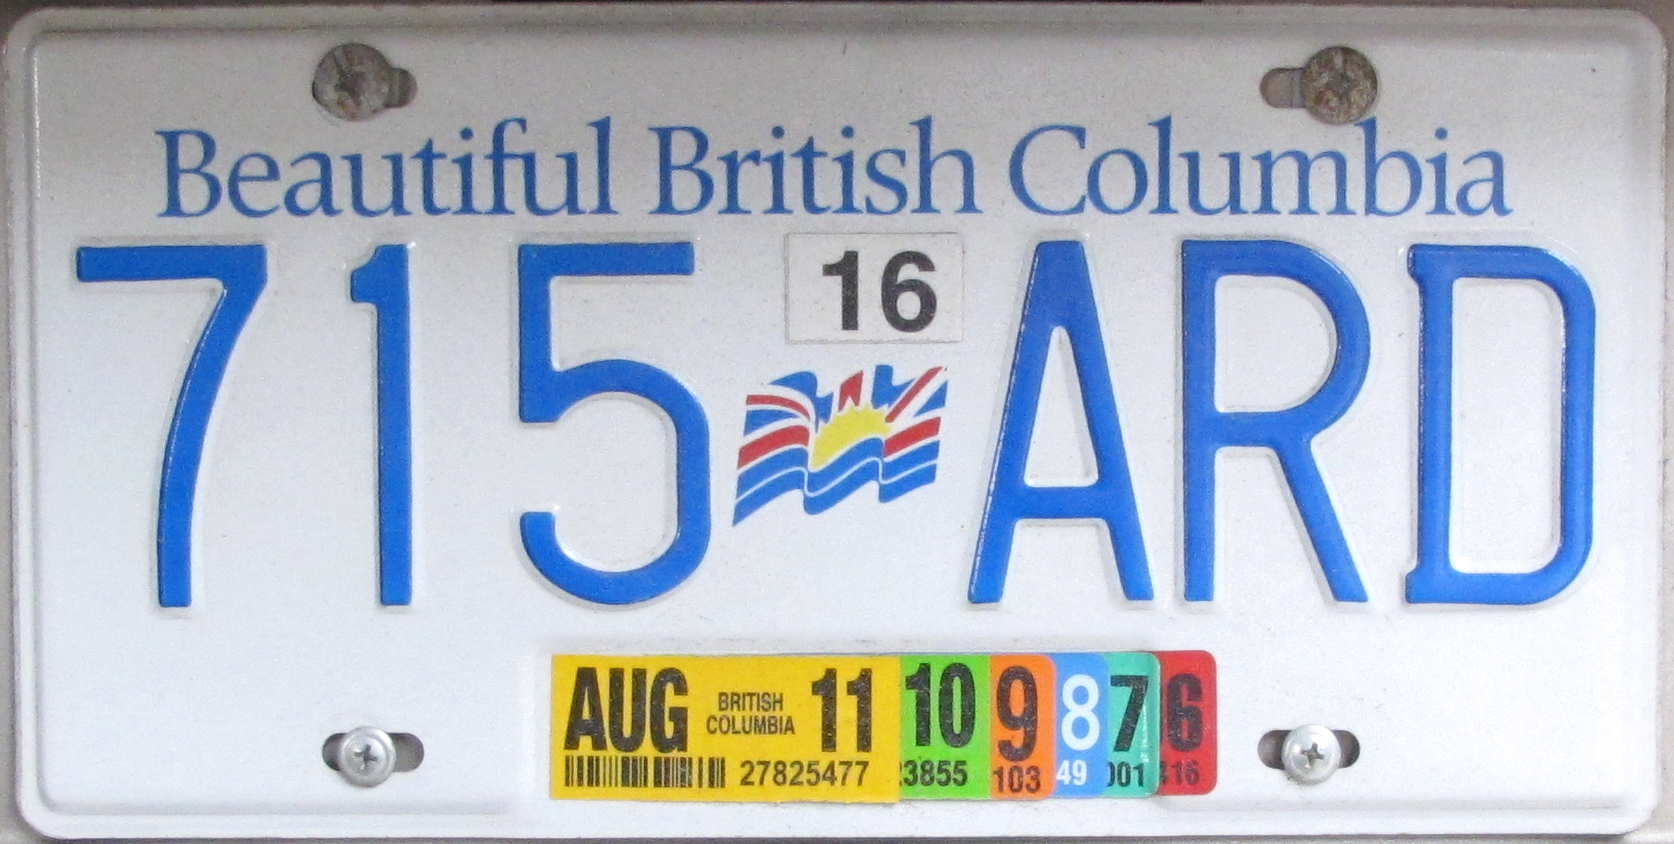 Beautiful British Columbia
715 ARD
16
AUG BRITISH COLUMBIA 11 10 9 8 7 6
27825477 3855 103 49 001 416